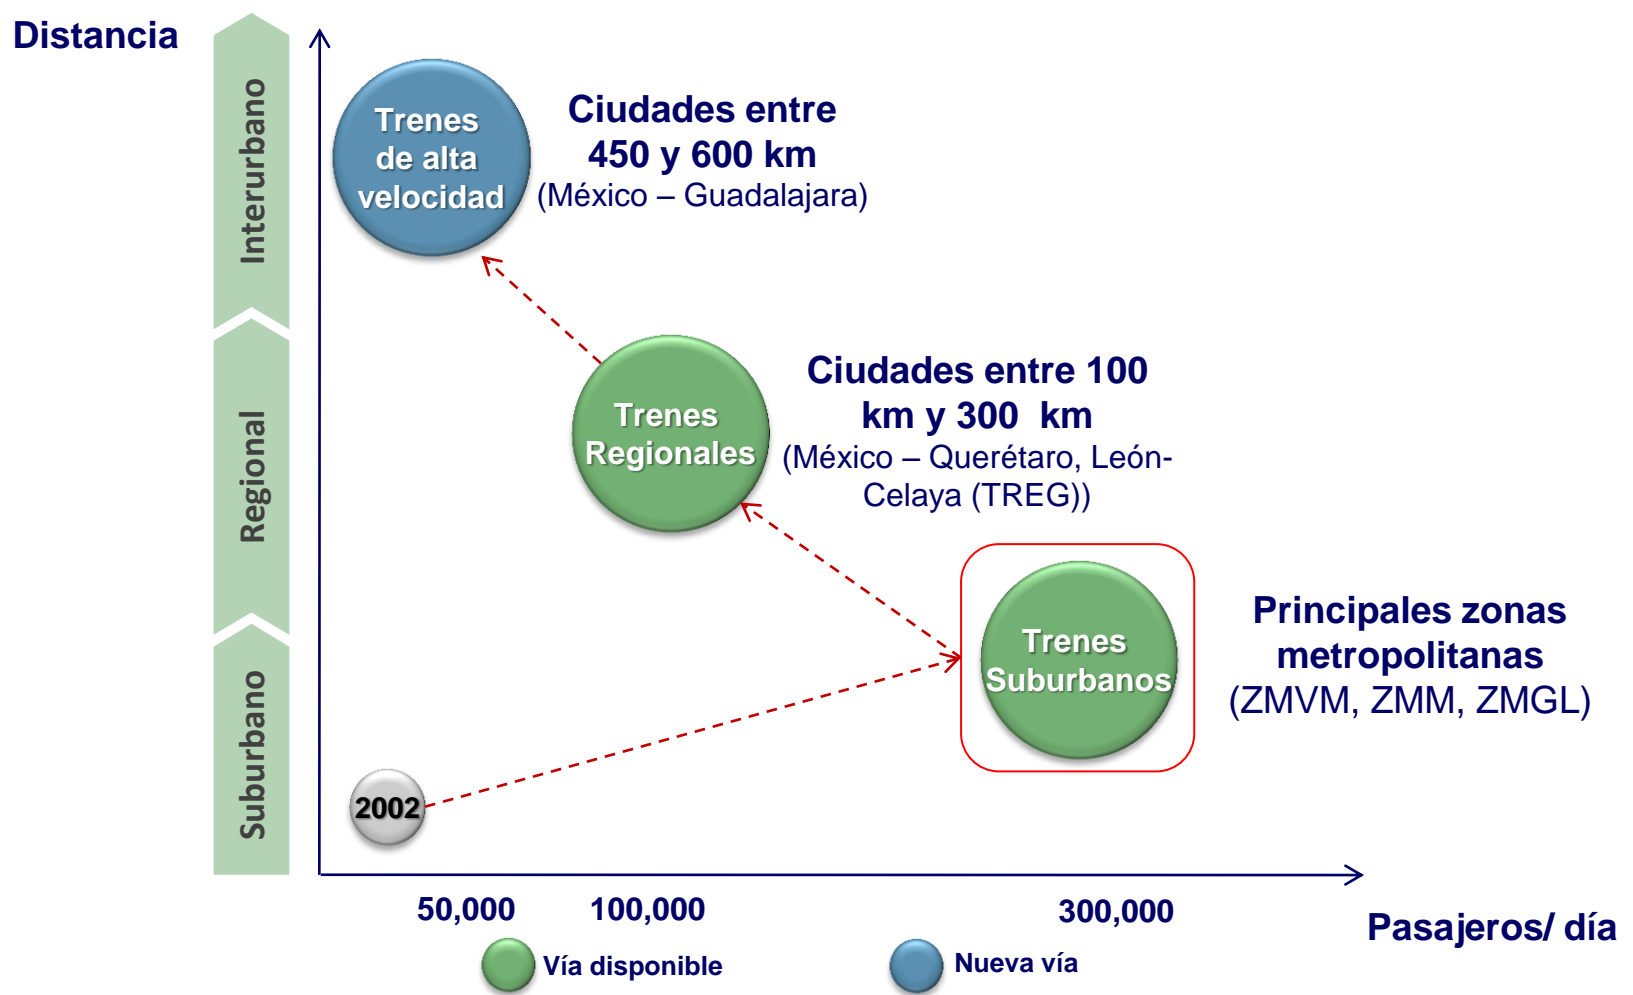 Distancia
Interurbano
Regional
Suburbano
Trenes
de alta
velocidad
Ciudades entre
450 y 600 km
(México – Guadalajara)
Trenes
Regionales
Ciudades entre 100
km y 300  km
(México – Querétaro, León-
Celaya (TREG))
Trenes
Suburbanos
Principales zonas
metropolitanas
(ZMVM, ZMM, ZMGL)
2002
50,000
100,000
300,000
Pasajeros/ día
Vía disponible
Nueva vía